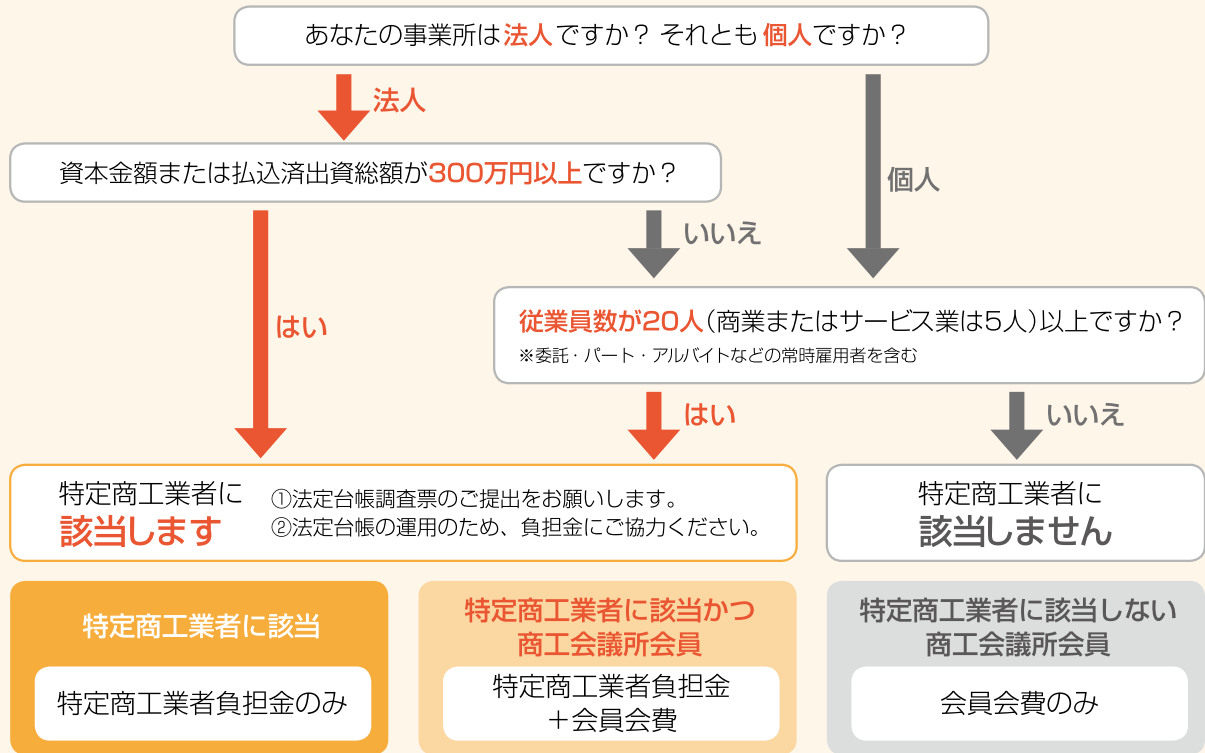 あなたの事業所は法人ですか？ それとも個人ですか？
法人
個人
資本金額または払込済出資総額が300万円以上ですか？
いいえ
はい
従業員数が20人（商業またはサービス業は5人）以上ですか？
※委託・パート・アルバイトなどの常時雇用者を含む
はい
いいえ
特定商工業者に
該当します
①法定台帳調査票のご提出をお願いします。
②法定台帳の運用のため、負担金にご協力ください。
特定商工業者に
該当しません
特定商工業者に該当
特定商工業者負担金のみ
特定商工業者に該当かつ
商工会議所会員
特定商工業者負担金
＋会員会費
特定商工業者に該当しない
商工会議所会員
会員会費のみ